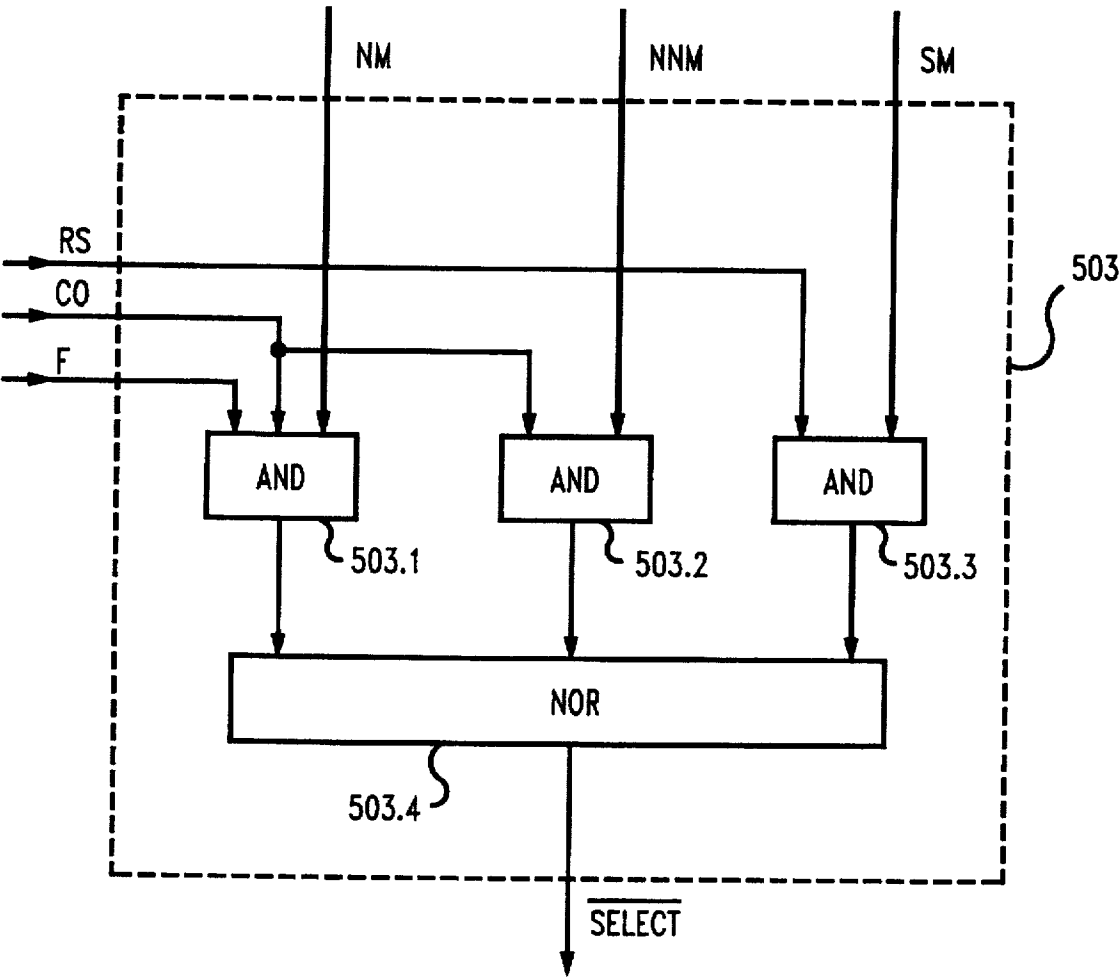 NM
NNM
SM
RS
503
CO
F
AND
AND
AND
503.1
503.2
503.3
NOR
503.4
SELECT